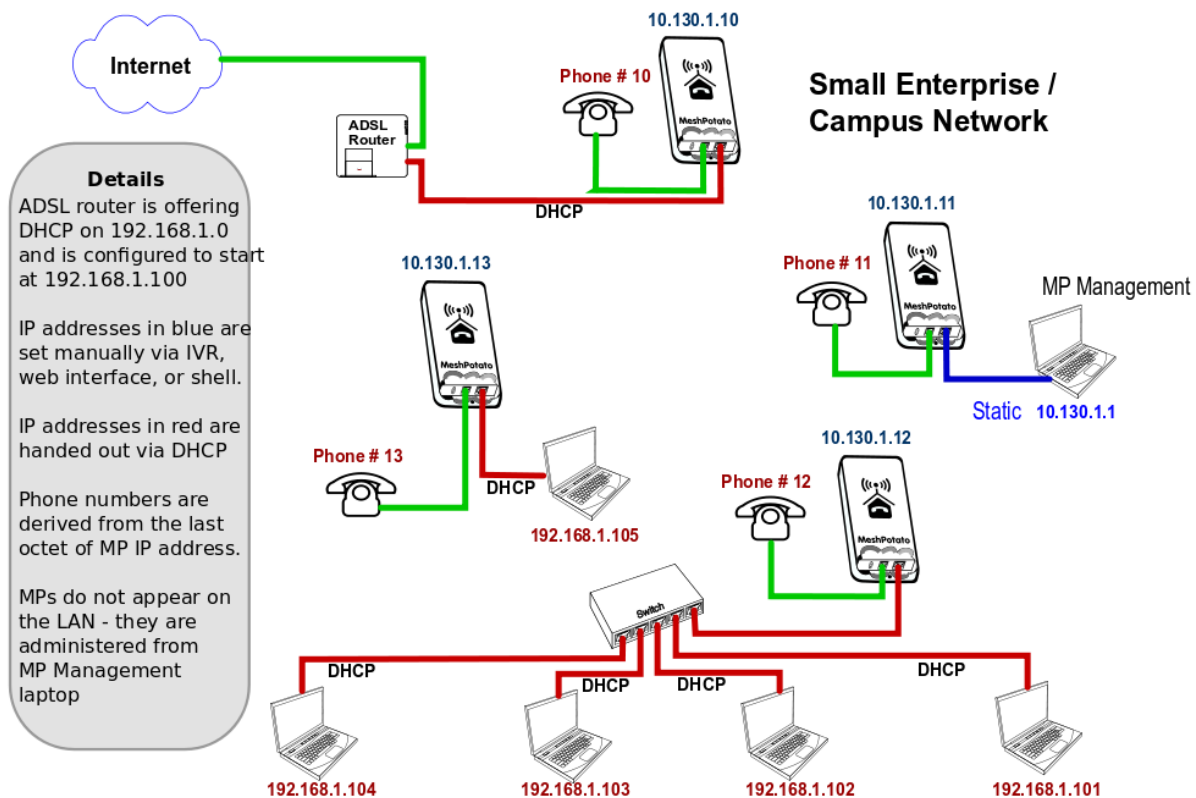 10.130.1.10
Internet
Phone # 10
Small Enterprise /
Campus Network
MeshPotato
ADSL
Router
DHCP
Details
ADSL router is offering
DHCP on 192.168.1.0
and is configured to start
at 192.168.1.100
IP addresses in blue are
set manually via IVR,
web interface, or shell.
IP addresses in red are
handed out via DHCP
Phone numbers are
derived from the last
octet of MP IP address.
MPs do not appear on
the LAN - they are
administered from
MP Management
laptop
10.130.1.11
Phone # 11
MeshPotato
MP Management
Static 10.130.1.1
10.130.1.13
MeshPotato
Phone # 13
DHCP
192.168.1.105
10.130.1.12
Phone # 12
MeshPotato
Switch
DHCP
DHCP
DHCP
DHCP
192.168.1.104
192.168.1.103
192.168.1.102
192.168.1.101